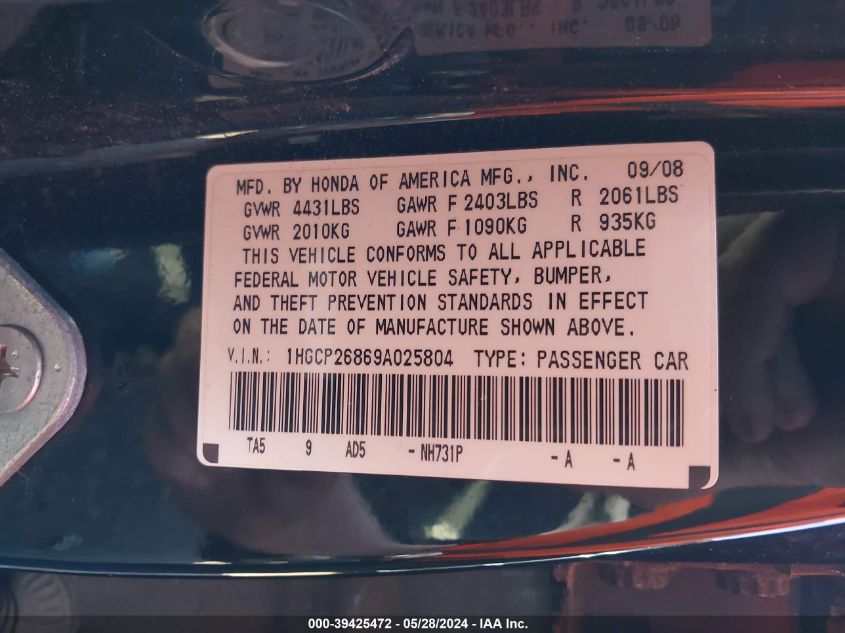 MFD. BY HONDA OF AMERICA MFG., INC. 09/08
GVWR 4431LBS GAWR F 2403LBS R 2061LBS
GVWR 2010KG GAWR F 1090KG R 935KG
THIS VEHICLE CONFORMS TO ALL APPLICABLE
FEDERAL MOTOR VEHICLE SAFETY, BUMPER,
AND THEFT PREVENTION STANDARDS IN EFFECT
ON THE DATE OF MANUFACTURE SHOWN ABOVE.
V.I.N.: 1HGCP26869A025804 TYPE: PASSENGER CAR
TA5 9 AD5 -NH731P -A -A
000-39425472 - 05/28/2024 - IAA Inc.